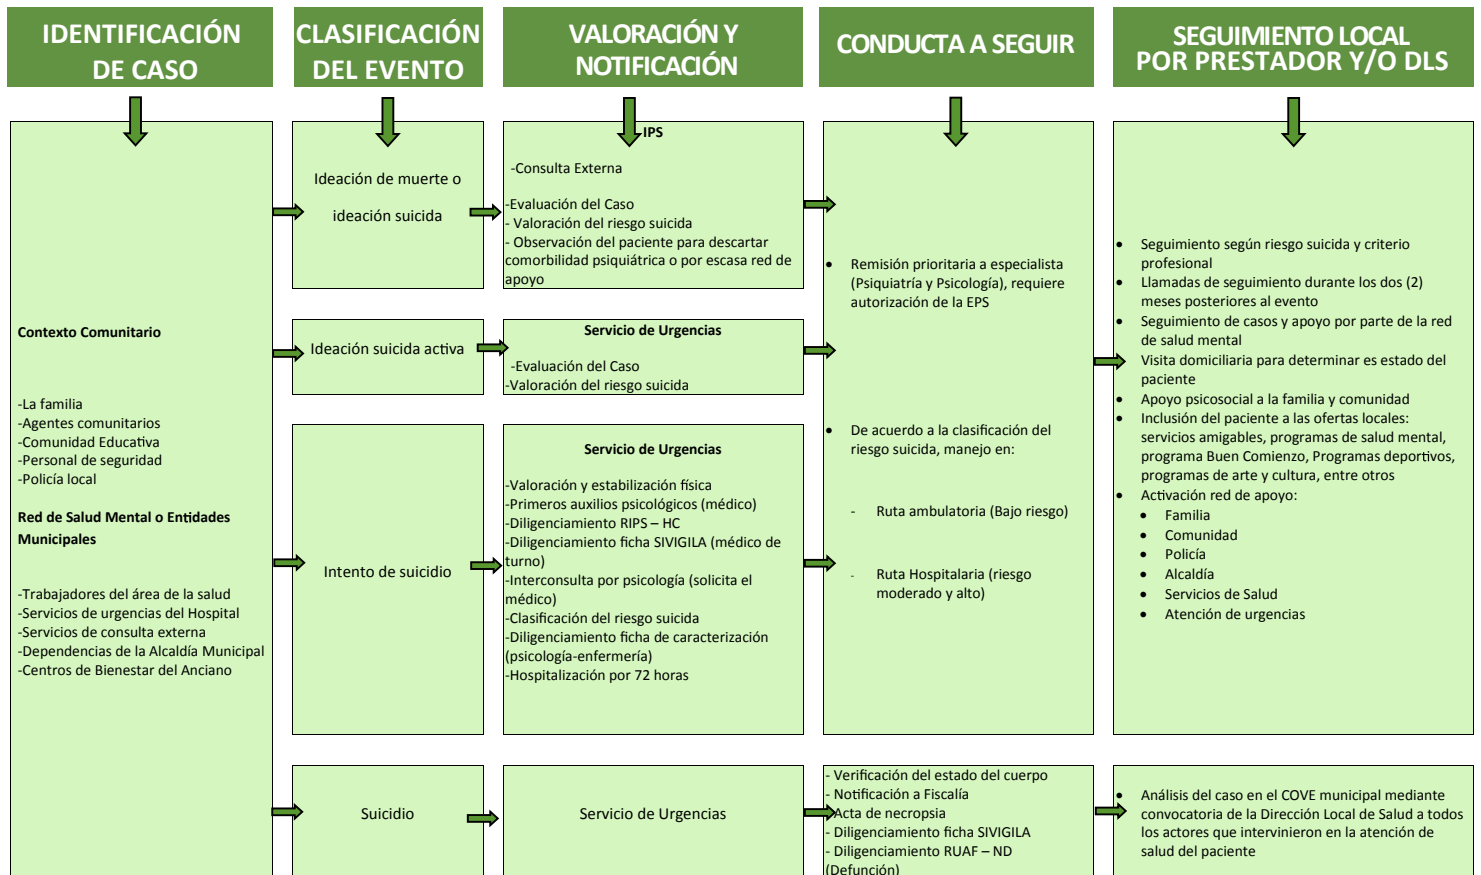 IDENTIFICACIÓN
DE CASO
CLASIFICACIÓN
DEL EVENTO
VALORACIÓN Y
NOTIFICACIÓN
CONDUCTA A SEGUIR
SEGUIMIENTO LOCAL
POR PRESTADOR Y/O DLS
Contexto Comunitario
-La familia
-Agentes comunitarios
-Comunidad Educativa
-Personal de seguridad
-Policía local
Red de Salud Mental o Entidades
Municipales
-Trabajadores del área de la salud
-Servicios de urgencias del Hospital
-Servicios de consulta externa
-Dependencias de la Alcaldía Municipal
-Centros de Bienestar del Anciano
Ideación de muerte o
ideación suicida
Ideación suicida activa
Intento de suicidio
Suicidio
IPS
-Consulta Externa
-Evaluación del Caso
- Valoración del riesgo suicida
- Observación del paciente para descartar
comorbilidad psiquiátrica o por escasa red de
apoyo
Servicio de Urgencias
-Evaluación del Caso
-Valoración del riesgo suicida
Servicio de Urgencias
-Valoración y estabilización física
-Primeros auxilios psicológicos (médico)
-Diligenciamiento RIPS – HC
-Diligenciamiento ficha SIVIGILA (médico de
turno)
-Interconsulta por psicología (solicita el
médico)
-Clasificación del riesgo suicida
-Diligenciamiento ficha de caracterización
(psicología-enfermería)
-Hospitalización por 72 horas
Servicio de Urgencias
• Remisión prioritaria a especialista
(Psiquiatría y Psicología), requiere
autorización de la EPS
• De acuerdo a la clasificación del
riesgo suicida, manejo en:
- Ruta ambulatoria (Bajo riesgo)
- Ruta Hospitalaria (riesgo
moderado y alto)
- Verificación del estado del cuerpo
- Notificación a Fiscalía
Acta de necropsia
- Diligenciamiento ficha SIVIGILA
- Diligenciamiento RUAF – ND
(Defunción)
• Seguimiento según riesgo suicida y criterio
profesional
• Llamadas de seguimiento durante los dos (2)
meses posteriores al evento
• Seguimiento de casos y apoyo por parte de la red
de salud mental
Visita domiciliaria para determinar es estado del
paciente
• Apoyo psicosocial a la familia y comunidad
• Inclusión del paciente a las ofertas locales:
servicios amigables, programas de salud mental,
programa Buen Comienzo, Programas deportivos,
programas de arte y cultura, entre otros
• Activación red de apoyo:
• Familia
• Comunidad
• Policía
• Alcaldía
• Servicios de Salud
• Atención de urgencias
• Análisis del caso en el COVE municipal mediante
convocatoria de la Dirección Local de Salud a todos
los actores que intervinieron en la atención de
salud del paciente